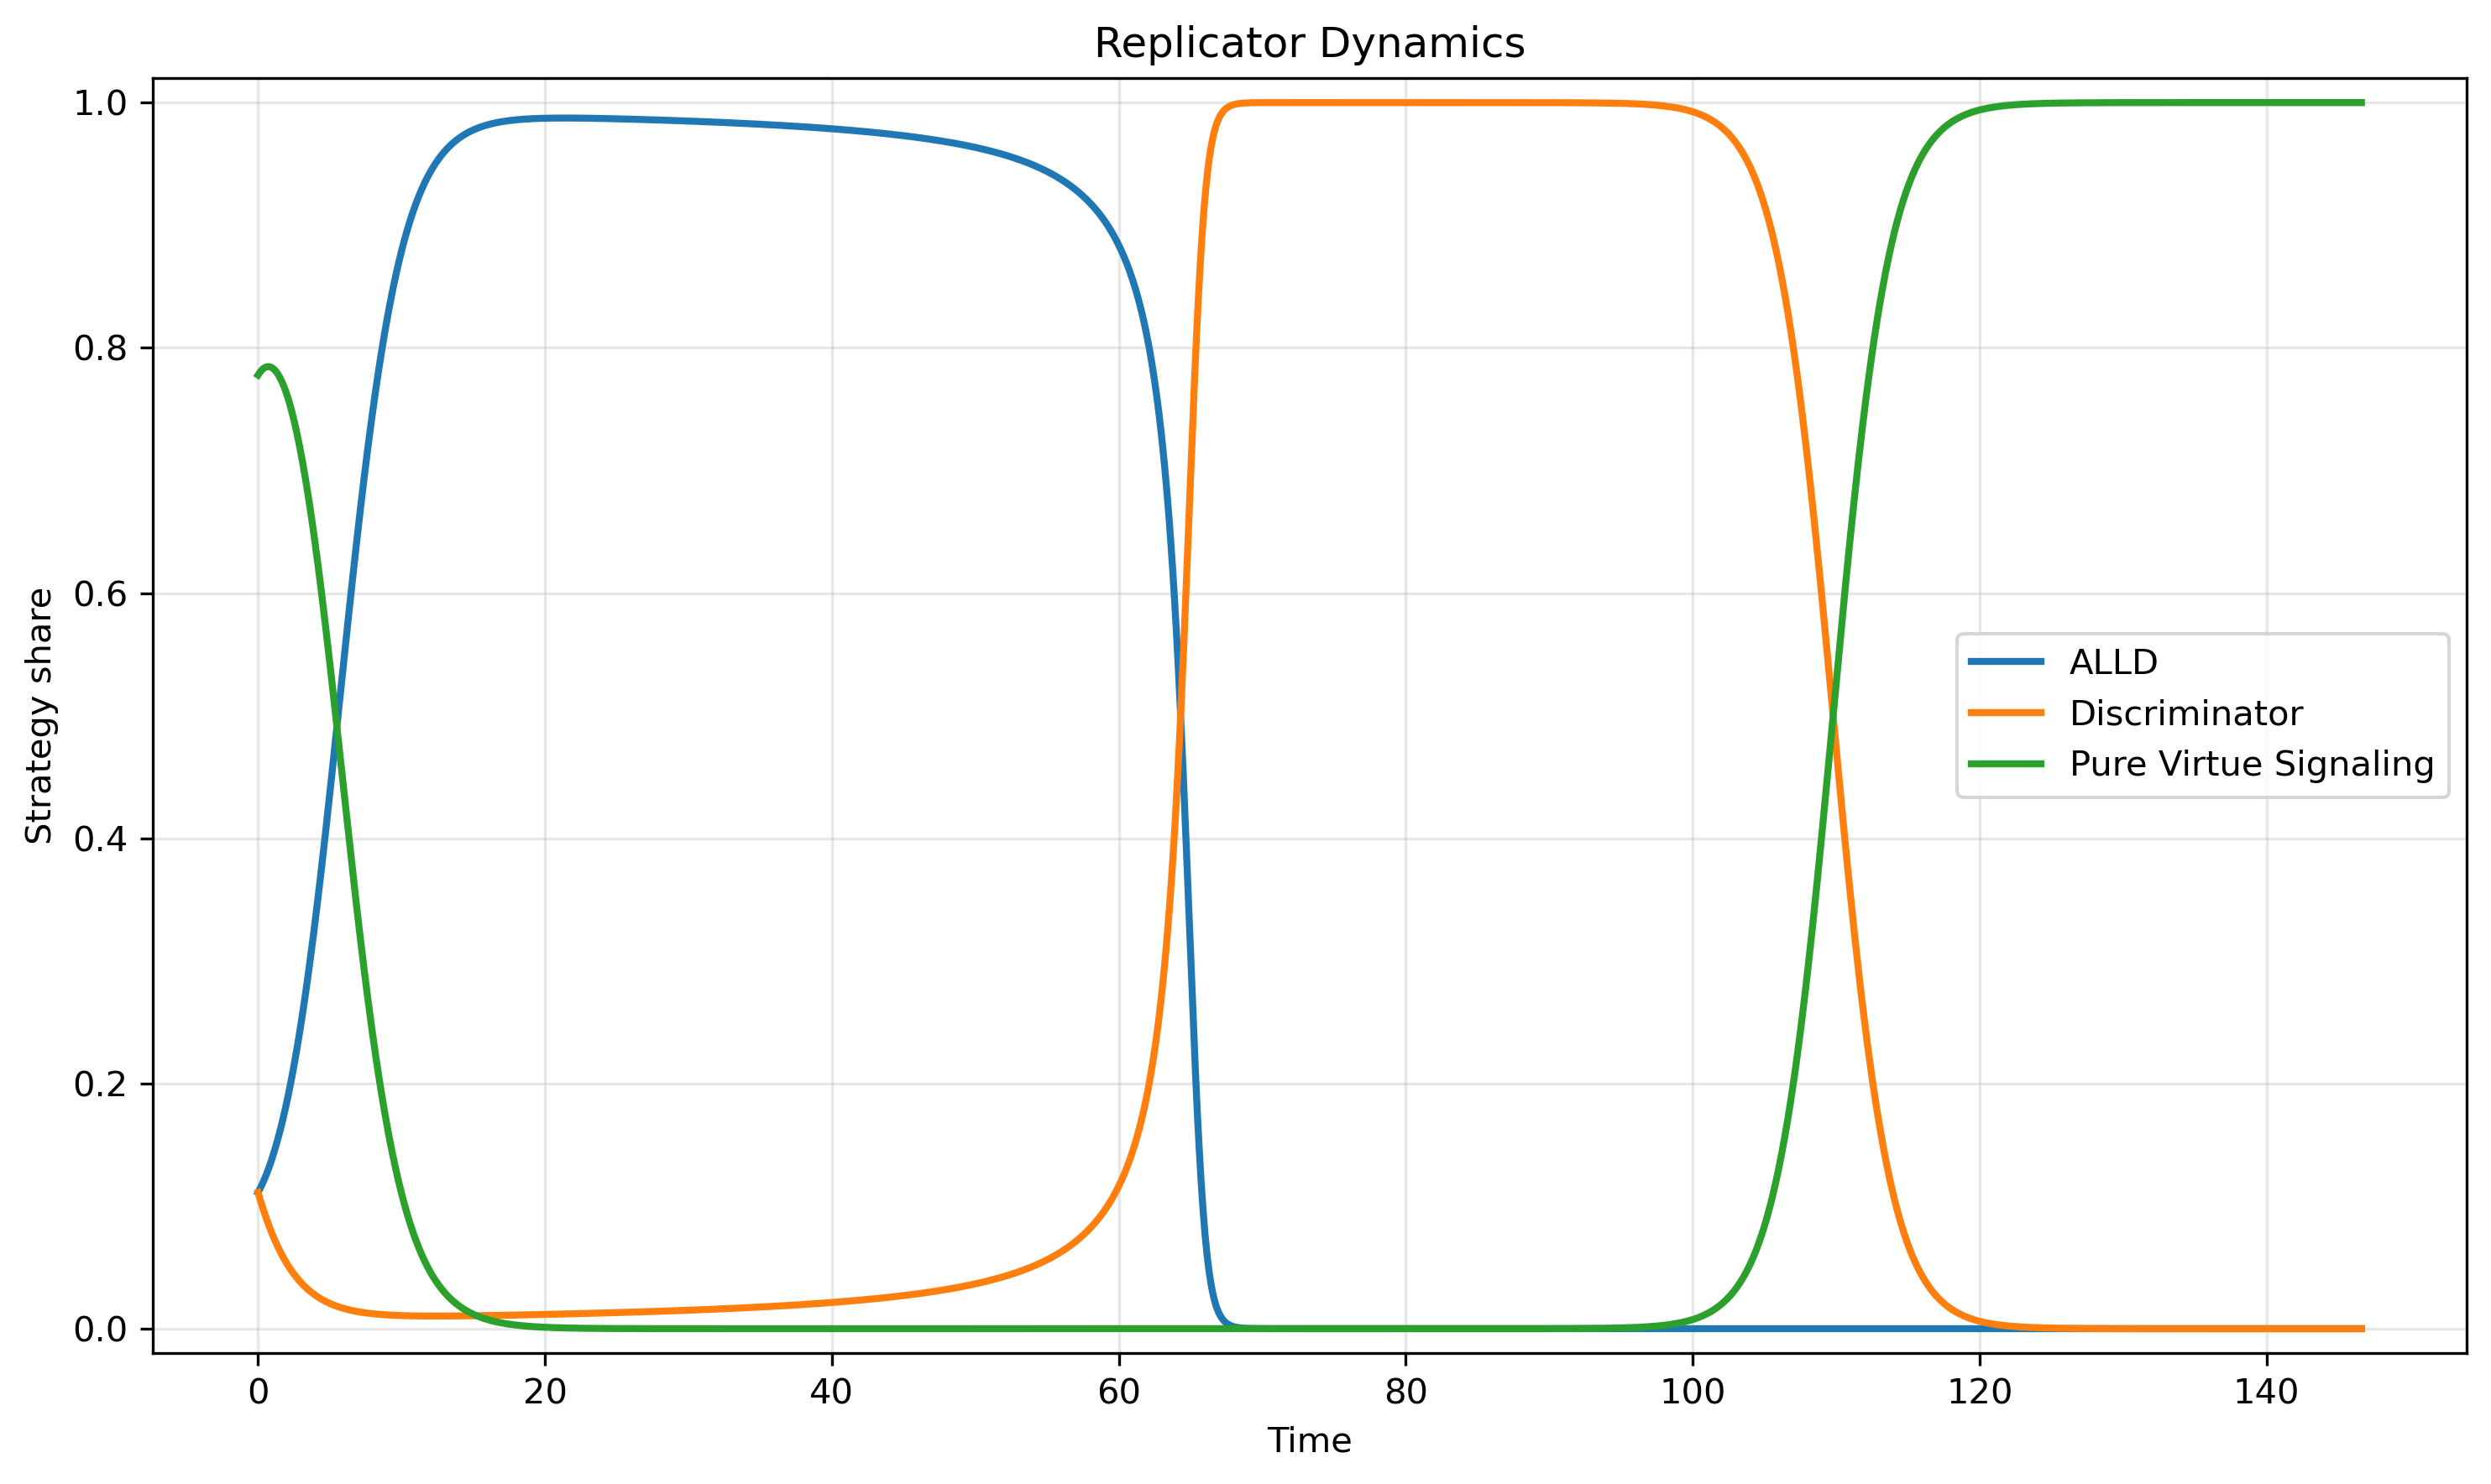 Replicator Dynamics
Strategy share
1.0
0.8
0.6
0.4
0.2
0.0
ALLD
Discriminator
Pure Virtue Signaling
0 20 40 60 80 100 120 140
Time